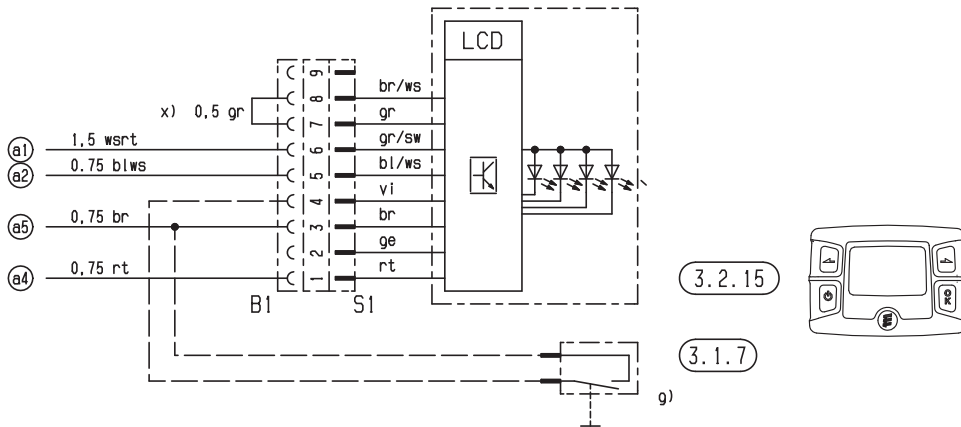 LCD
x) 0,5 gr
a1 1,5 wsrt
a2 0.75 blws
a5 0,75 br
a4 0,75 rt
9
8 br/ws
7 gr
6 gr/sw
5 bl/ws
4 vi
3 br
2 ge
1 rt
B1 S1
3.2.15
OK
3.1.7
g)